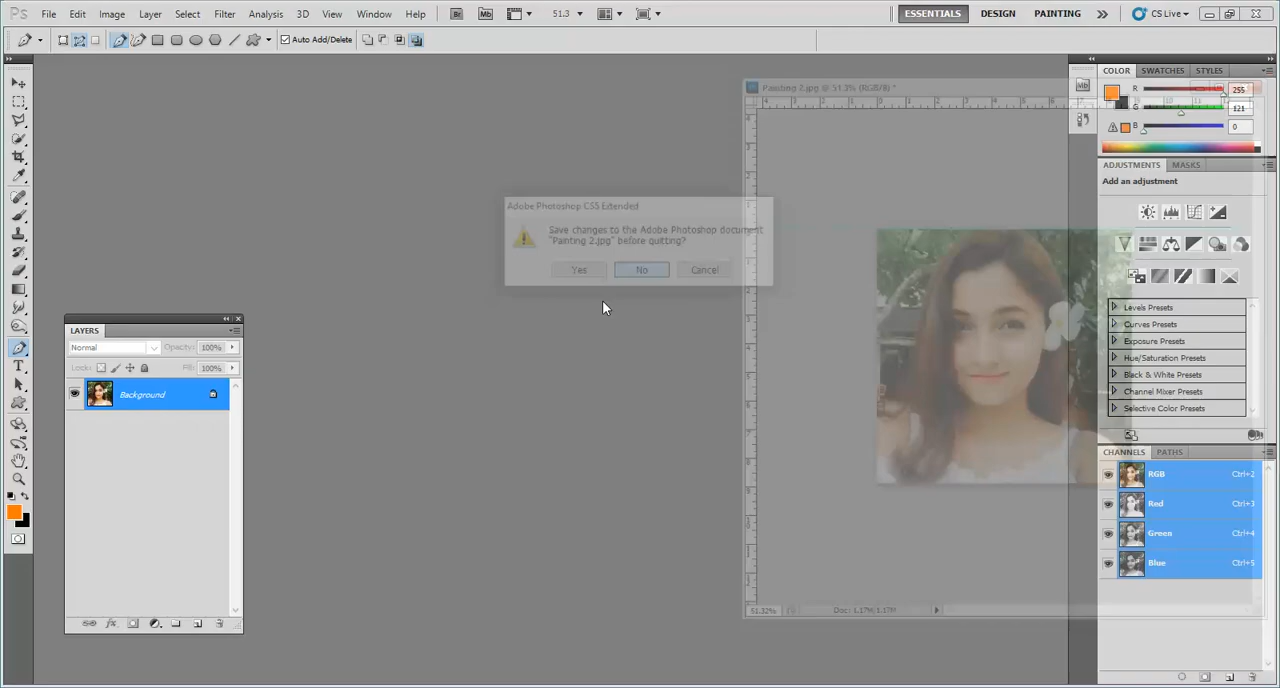 Ps File Edit Image Layer Select Filter Analysis 3D View Window Help Br Mb 51.3 ESSENTIALS DESIGN PAINTING CS Live
Auto Add/Delete
Painting 2.jpg @ 51.3% (RGB/8) *
Adobe Photoshop CS5 Extended
Save changes to the Adobe Photoshop document
"Painting 2.jpg" before quitting?
Yes No Cancel
LAYERS
Normal Opacity: 100%
Lock: Fill: 100%
Background
51.32% Doc: 1.17M/1.17M
Mb
COLOR SWATCHES STYLES
R 255
G 121
B 0
ADJUSTMENTS MASKS
Add an adjustment
Levels Presets
Curves Presets
Exposure Presets
Hue/Saturation Presets
Black & White Presets
Channel Mixer Presets
Selective Color Presets
CHANNELS PATHS
RGB Ctrl+2
Red Ctrl+3
Green Ctrl+4
Blue Ctrl+5